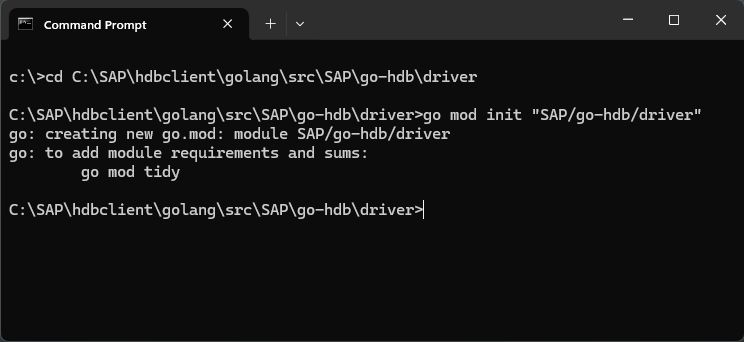 Command Prompt
c:\>cd C:\SAP\hdbclient\golang\src\SAP\go-hdb\driver
C:\SAP\hdbclient\golang\src\SAP\go-hdb\driver>go mod init "SAP/go-hdb/driver"
go: creating new go.mod: module SAP/go-hdb/driver
go: to add module requirements and sums:
        go mod tidy
C:\SAP\hdbclient\golang\src\SAP\go-hdb\driver>